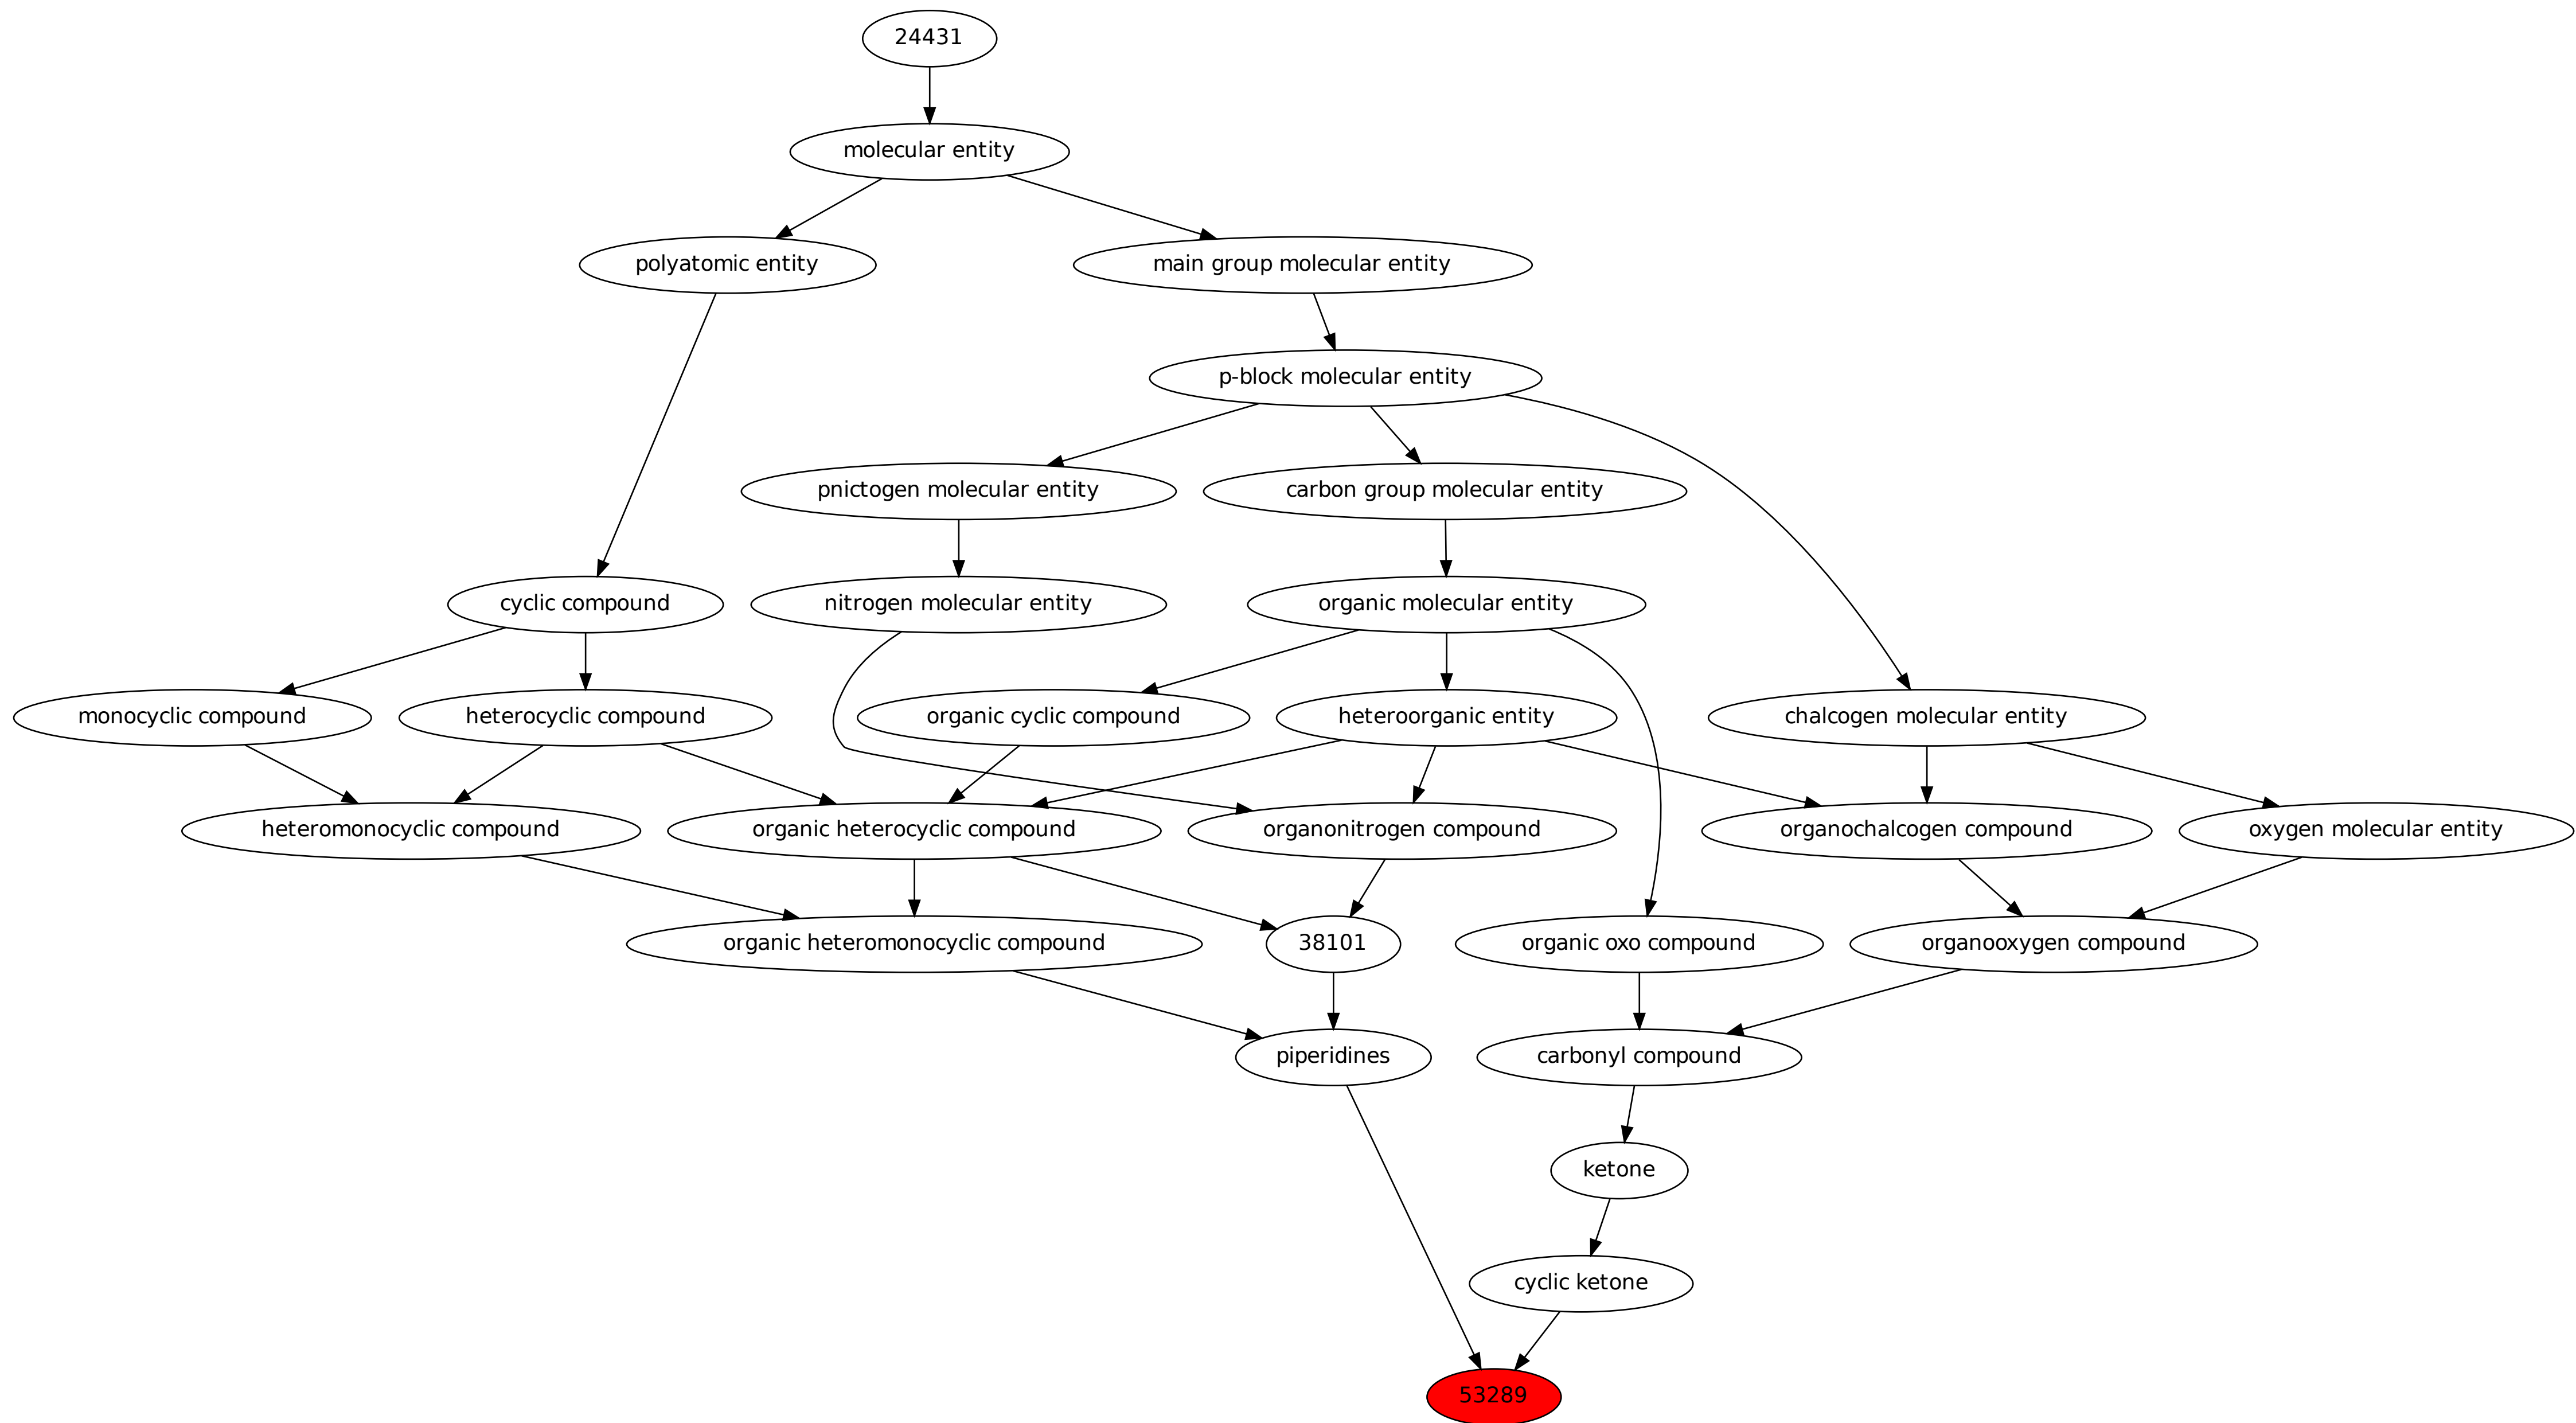 24431
molecular entity
polyatomic entity
main group molecular entity
p-block molecular entity
pnictogen molecular entity
carbon group molecular entity
cyclic compound
nitrogen molecular entity
organic molecular entity
monocyclic compound
heterocyclic compound
organic cyclic compound
heteroorganic entity
chalcogen molecular entity
heteromonocyclic compound
organic heterocyclic compound
organonitrogen compound
organochalcogen compound
oxygen molecular entity
organic heteromonocyclic compound
38101
organic oxo compound
organooxygen compound
piperidines
carbonyl compound
ketone
cyclic ketone
53289